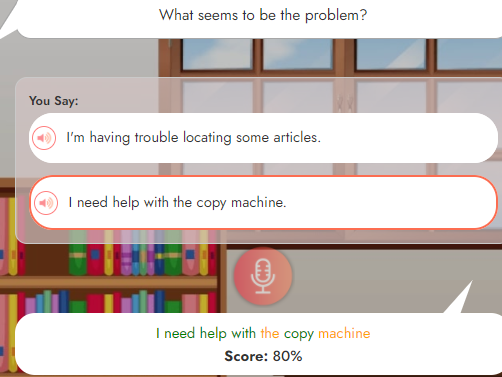 What seems to be the problem?
You Say:
I'm having trouble locating some articles.
I need help with the copy machine.
I need help with the copy machine
Score: 80%